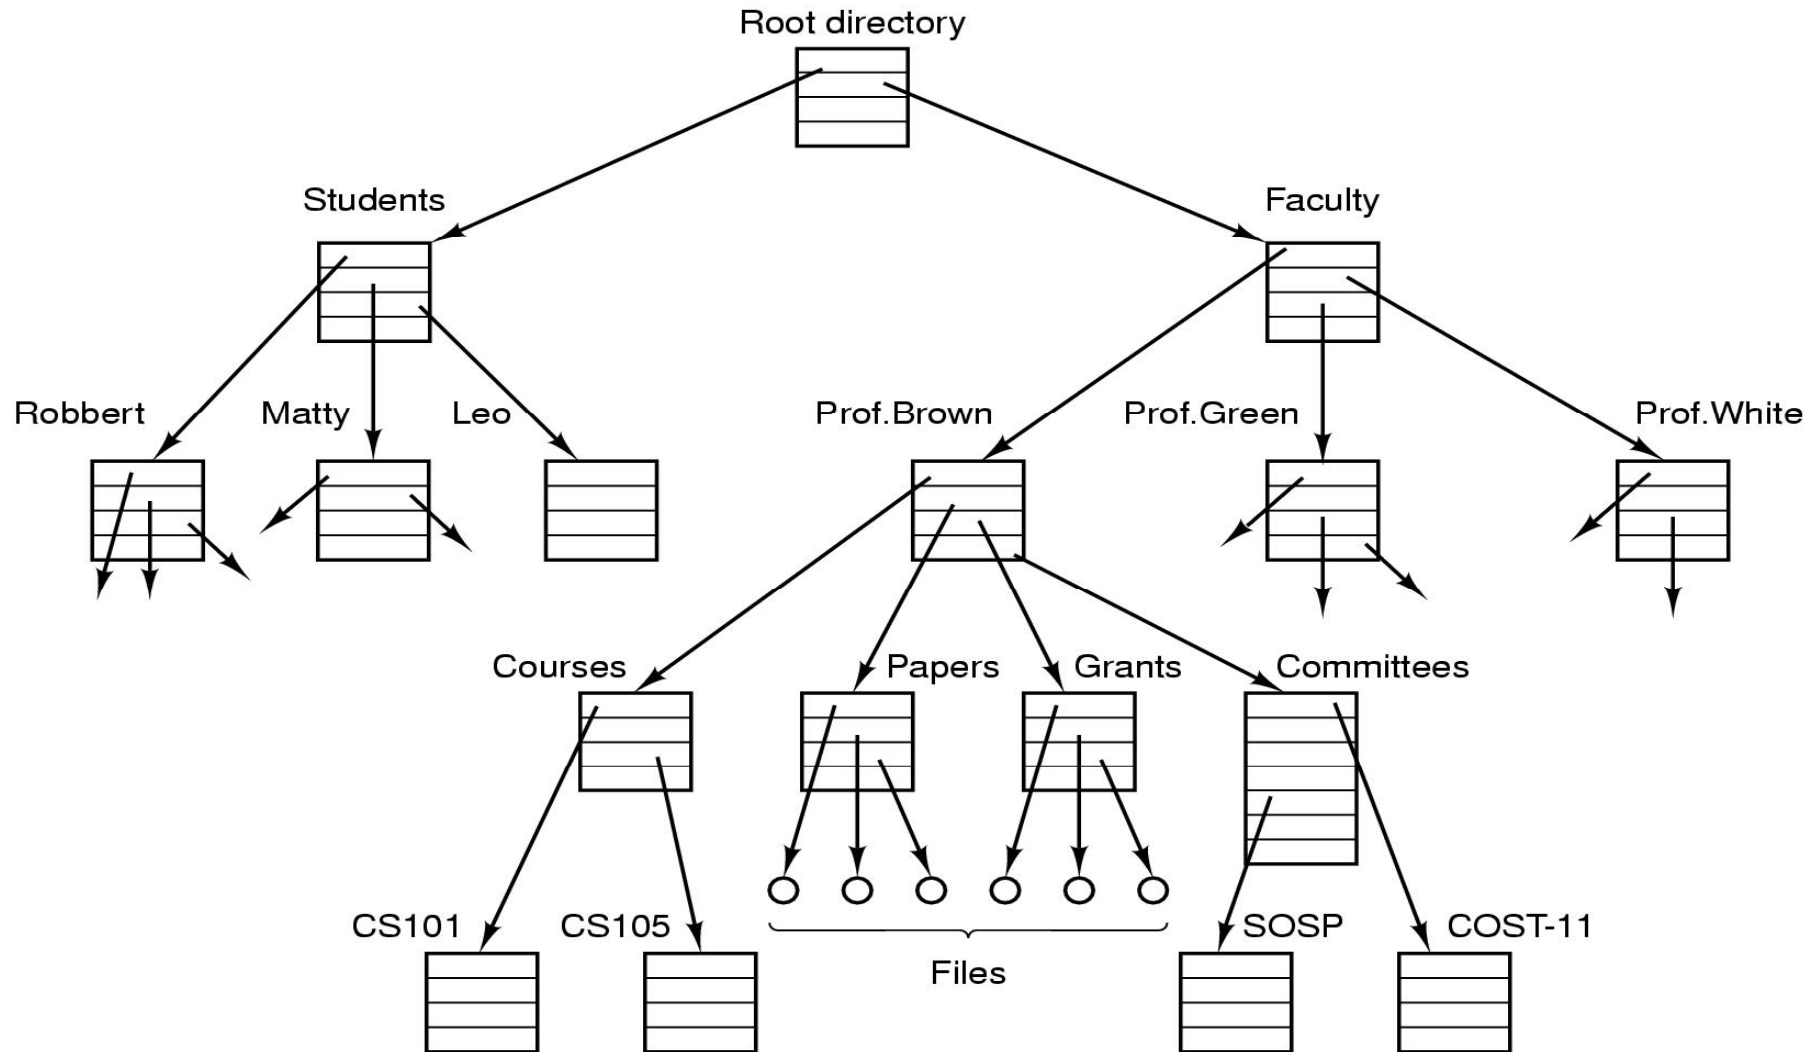 Root directory
Students
Faculty
Robbert
Matty
Leo
Prof.Brown
Prof.Green
Prof.White
Courses
Papers
Grants
Committees
CS101
CS105
SOSP
COST-11
Files